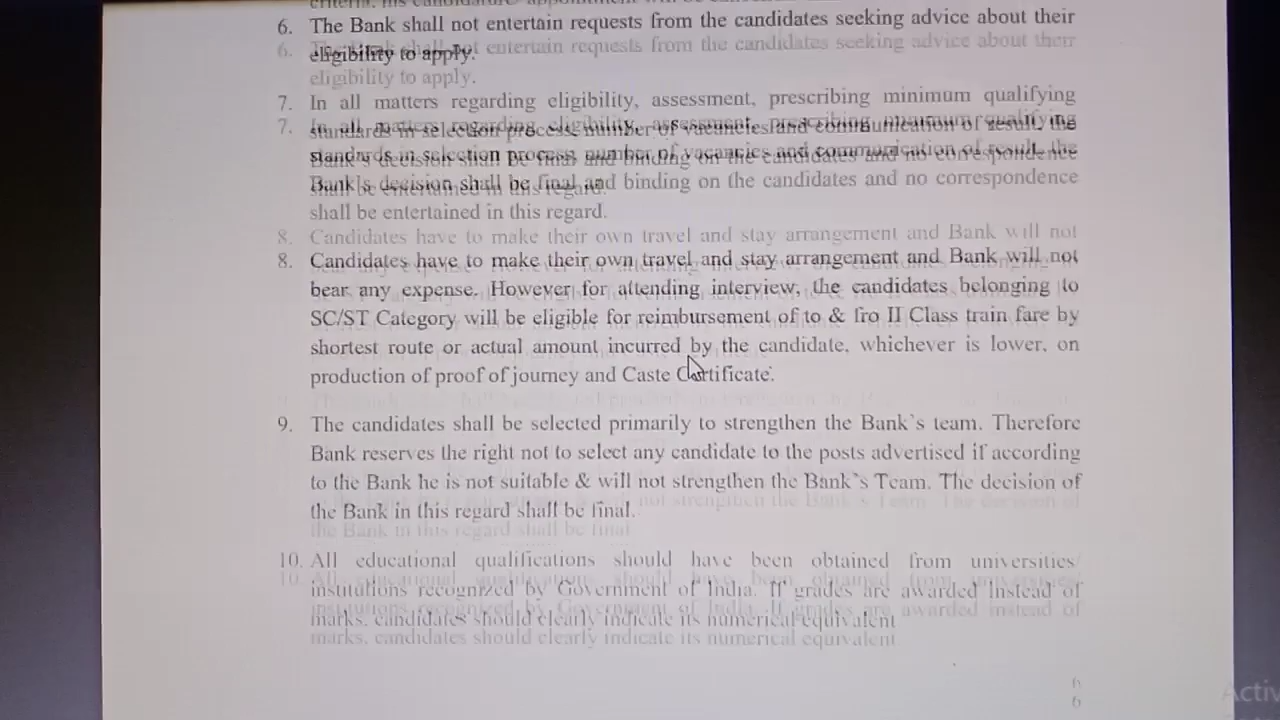 6. The Bank shall not entertain requests from the candidates seeking advice about their
eligibility to apply.
7. In all matters regarding eligibility, assessment, prescribing minimum qualifying
standards in selection process, number of vacancies and communication of result, the
Bank's decision shall be final and binding on the candidates and no correspondence
shall be entertained in this regard.
8. Candidates have to make their own travel and stay arrangement and Bank will not
bear any expense. However for attending interview, the candidates belonging to
SC/ST Category will be eligible for reimbursement of to & fro II Class train fare by
shortest route or actual amount incurred by the candidate, whichever is lower, on
production of proof of journey and Caste Certificate.
9. The candidates shall be selected primarily to strengthen the Bank's team. Therefore
Bank reserves the right not to select any candidate to the posts advertised if according
to the Bank he is not suitable & will not strengthen the Bank's Team. The decision of
the Bank in this regard shall be final.
10. All educational qualifications should have been obtained from universities/
institutions recognized by Government of India. If grades are awarded instead of
marks, candidates should clearly indicate its numerical equivalent
6
Activ